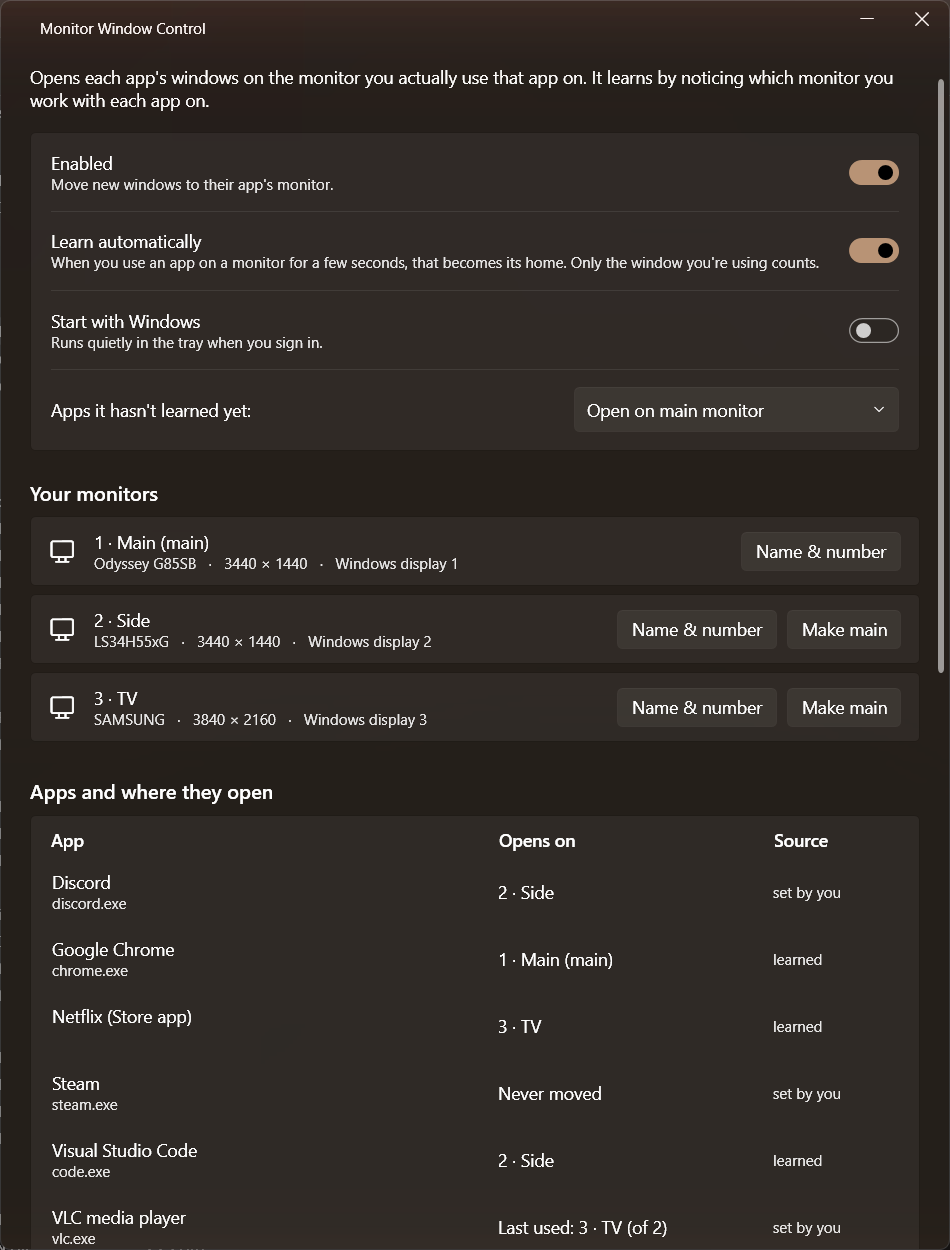 Monitor Window Control
Opens each app's windows on the monitor you actually use that app on. It learns by noticing which monitor you
work with each app on.
Enabled
Move new windows to their app's monitor.
Learn automatically
When you use an app on a monitor for a few seconds, that becomes its home. Only the window you're using counts.
Start with Windows
Runs quietly in the tray when you sign in.
Apps it hasn't learned yet: Open on main monitor
Your monitors
1 · Main (main)
Odyssey G85SB · 3440 × 1440 · Windows display 1
Name & number
2 · Side
LS34H55xG · 3440 × 1440 · Windows display 2
Name & number Make main
3 · TV
SAMSUNG · 3840 × 2160 · Windows display 3
Name & number Make main
Apps and where they open
App Opens on Source
Discord
discord.exe
2 · Side set by you
Google Chrome
chrome.exe
1 · Main (main) learned
Netflix (Store app)
3 · TV learned
Steam
steam.exe
Never moved set by you
Visual Studio Code
code.exe
2 · Side learned
VLC media player
vlc.exe
Last used: 3 · TV (of 2) set by you